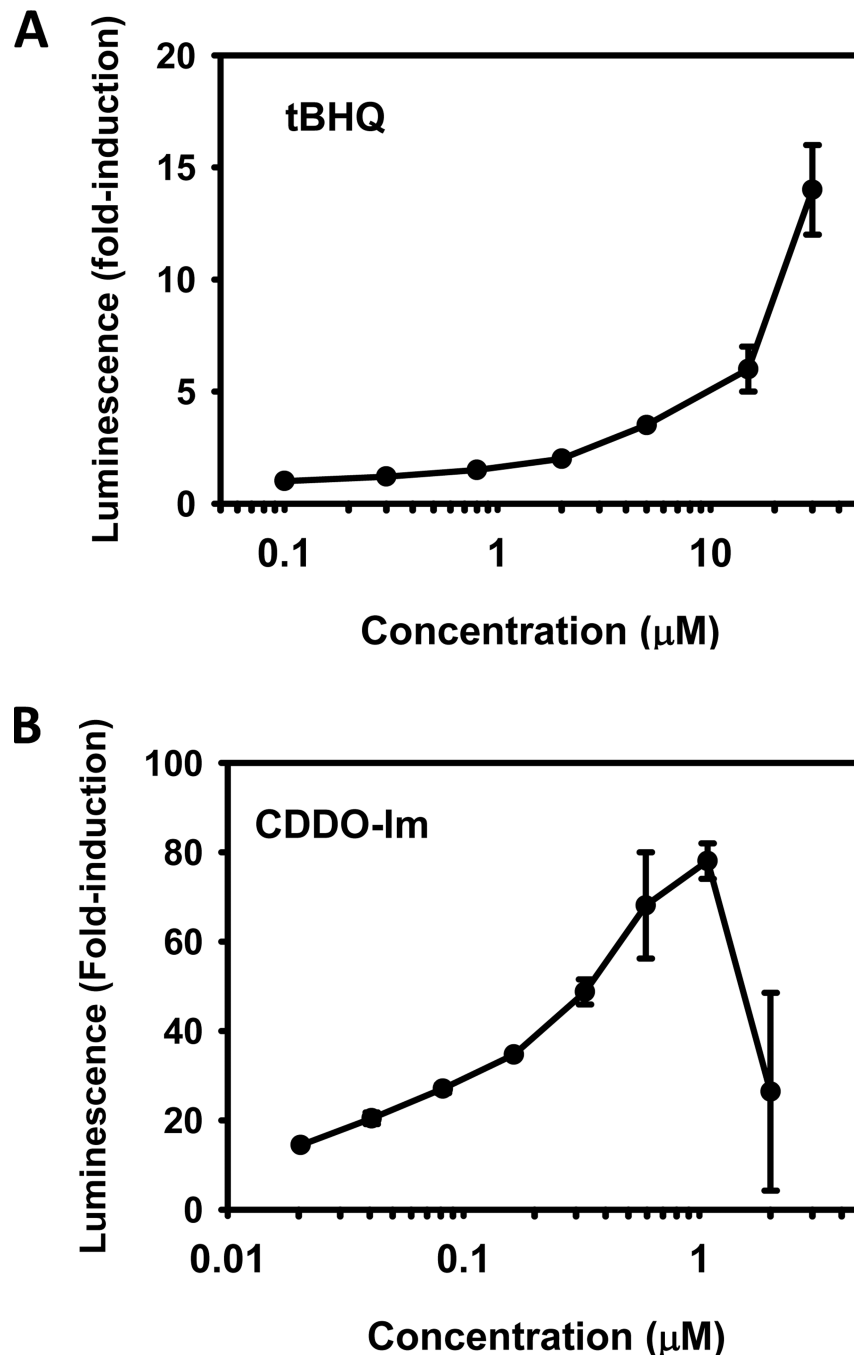 A
Luminescence (fold-induction)
20
15
10
5
0
tBHQ
0.1 1 10
Concentration (μM)
B
Luminescence (Fold-induction)
100
80
60
40
20
0
CDDO-Im
0.01 0.1 1
Concentration (μM)